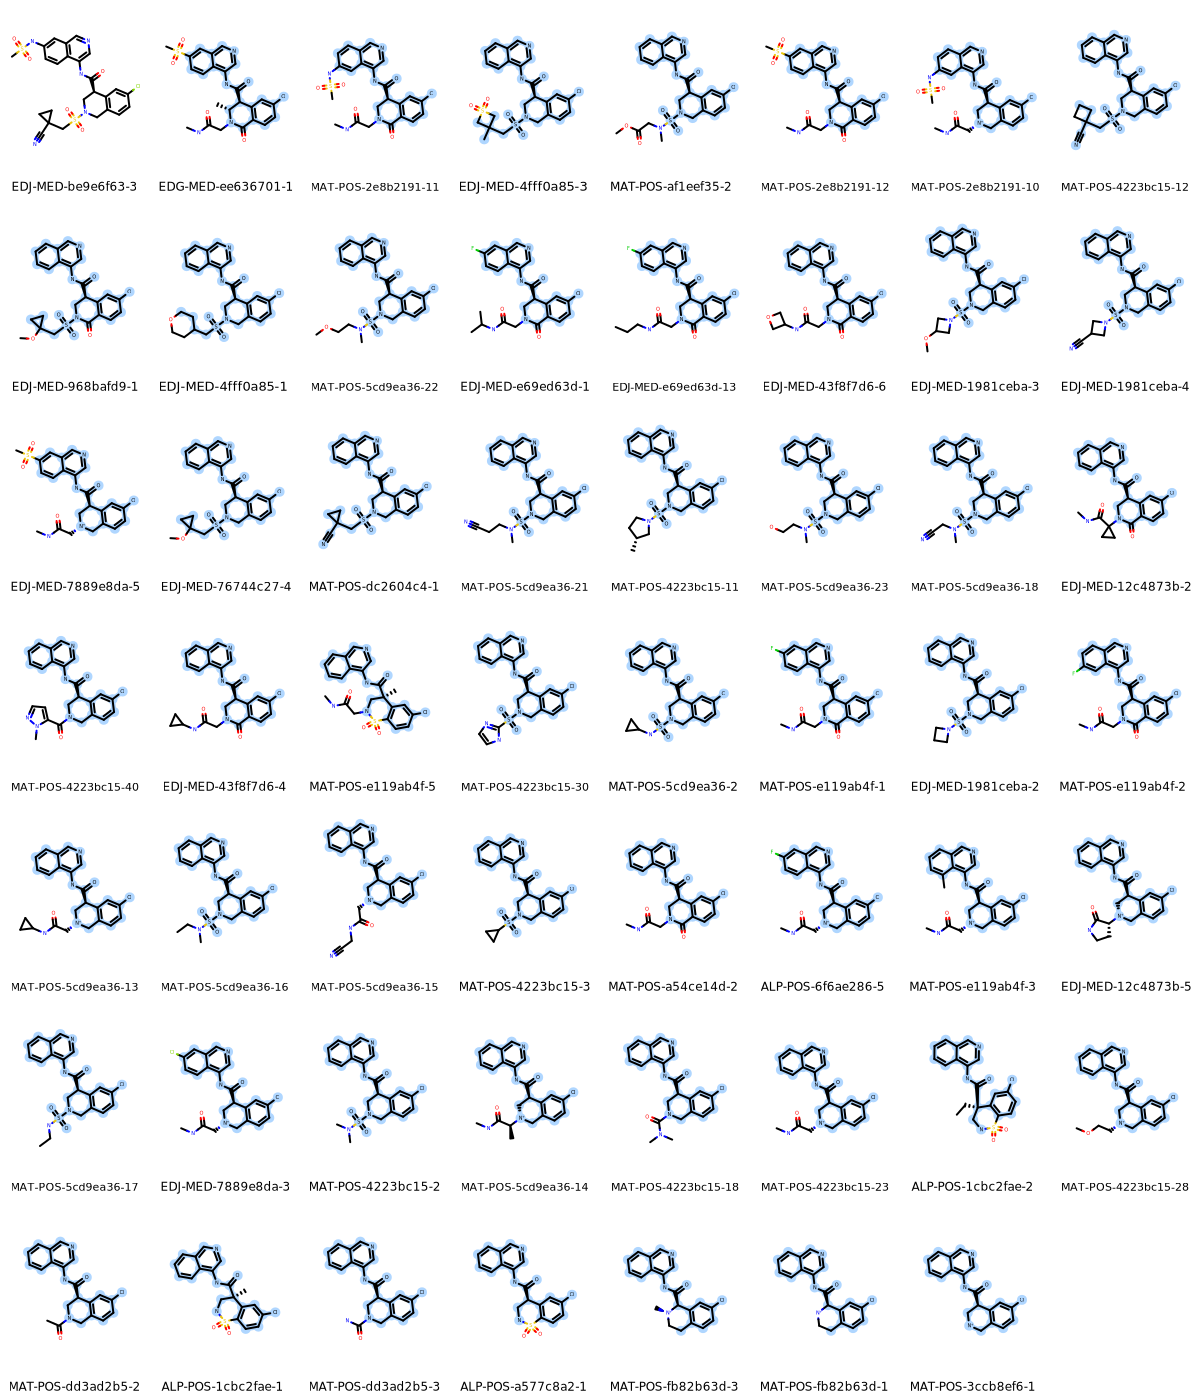 EDJ-MED-be9e6f63-3 EDG-MED-ee636701-1 MAT-POS-2e8b2191-11 EDJ-MED-4fff0a85-3 MAT-POS-af1eef35-2 MAT-POS-2e8b2191-12 MAT-POS-2e8b2191-10 MAT-POS-4223bc15-12
EDJ-MED-968bafd9-1 EDJ-MED-4fff0a85-1 MAT-POS-5cd9ea36-22 EDJ-MED-e69ed63d-1 EDJ-MED-e69ed63d-13 EDJ-MED-43f8f7d6-6 EDJ-MED-1981ceba-3 EDJ-MED-1981ceba-4
EDJ-MED-7889e8da-5 EDJ-MED-76744c27-4 MAT-POS-dc2604c4-1 MAT-POS-5cd9ea36-21 MAT-POS-4223bc15-11 MAT-POS-5cd9ea36-23 MAT-POS-5cd9ea36-18 EDJ-MED-12c4873b-2
MAT-POS-4223bc15-40 EDJ-MED-43f8f7d6-4 MAT-POS-e119ab4f-5 MAT-POS-4223bc15-30 MAT-POS-5cd9ea36-2 MAT-POS-e119ab4f-1 EDJ-MED-1981ceba-2 MAT-POS-e119ab4f-2
MAT-POS-5cd9ea36-13 MAT-POS-5cd9ea36-16 MAT-POS-5cd9ea36-15 MAT-POS-4223bc15-3 MAT-POS-a54ce14d-2 ALP-POS-6f6ae286-5 MAT-POS-e119ab4f-3 EDJ-MED-12c4873b-5
MAT-POS-5cd9ea36-17 EDJ-MED-7889e8da-3 MAT-POS-4223bc15-2 MAT-POS-5cd9ea36-14 MAT-POS-4223bc15-18 MAT-POS-4223bc15-23 ALP-POS-1cbc2fae-2 MAT-POS-4223bc15-28
MAT-POS-dd3ad2b5-2 ALP-POS-1cbc2fae-1 MAT-POS-dd3ad2b5-3 ALP-POS-a577c8a2-1 MAT-POS-fb82b63d-3 MAT-POS-fb82b63d-1 MAT-POS-3ccb8ef6-1